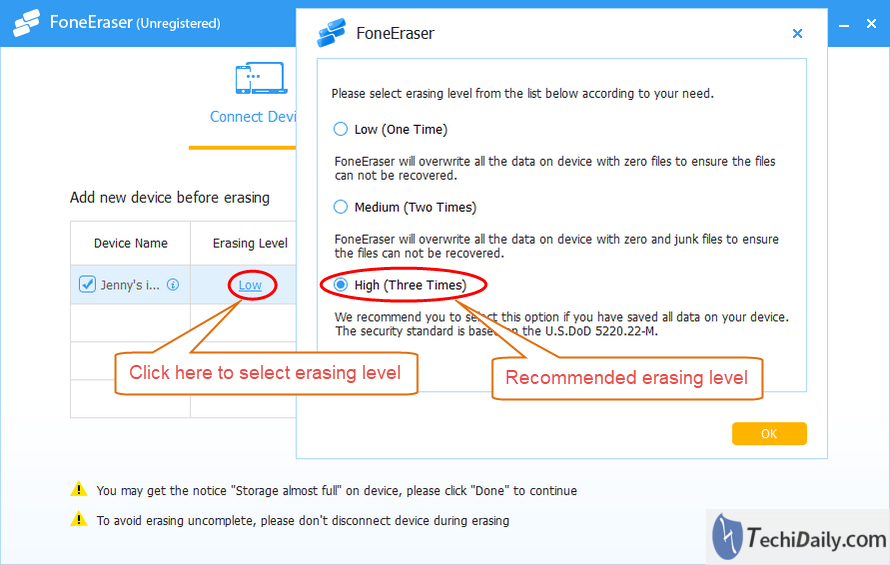 FoneEraser (Unregistered)
FoneEraser
Connect Devi
Add new device before erasing
Device Name
Erasing Level
Jenny's i...
Low
Please select erasing level from the list below according to your need.
Low (One Time)
FoneEraser will overwrite all the data on device with zero files to ensure the files
can not be recovered.
Medium (Two Times)
FoneEraser will overwrite all the data on device with zero and junk files to ensure
the files can not be recovered.
High (Three Times)
We recommend you to select this option if you have saved all data on your device.
The security standard is based on the U.S.DoD 5220.22-M.
Click here to select erasing level
Recommended erasing level
OK
You may get the notice "Storage almost full" on device, please click "Done" to continue
To avoid erasing uncomplete, please don't disconnect device during erasing
TechiDaily.com